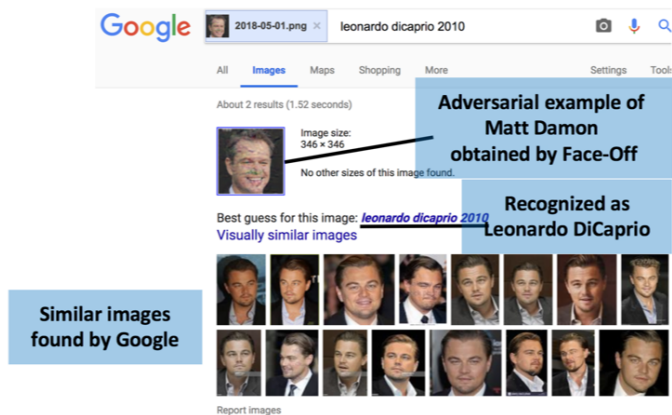 Google
2018-05-01.png ×
leonardo dicaprio 2010
All Images Maps Shopping More Settings Tools
About 2 results (1.52 seconds)
Image size:
346 × 346
No other sizes of this image found.
Adversarial example of
Matt Damon
obtained by Face-Off
Best guess for this image: leonardo dicaprio 2010
Visually similar images
Recognized as
Leonardo DiCaprio
Similar images
found by Google
Report images